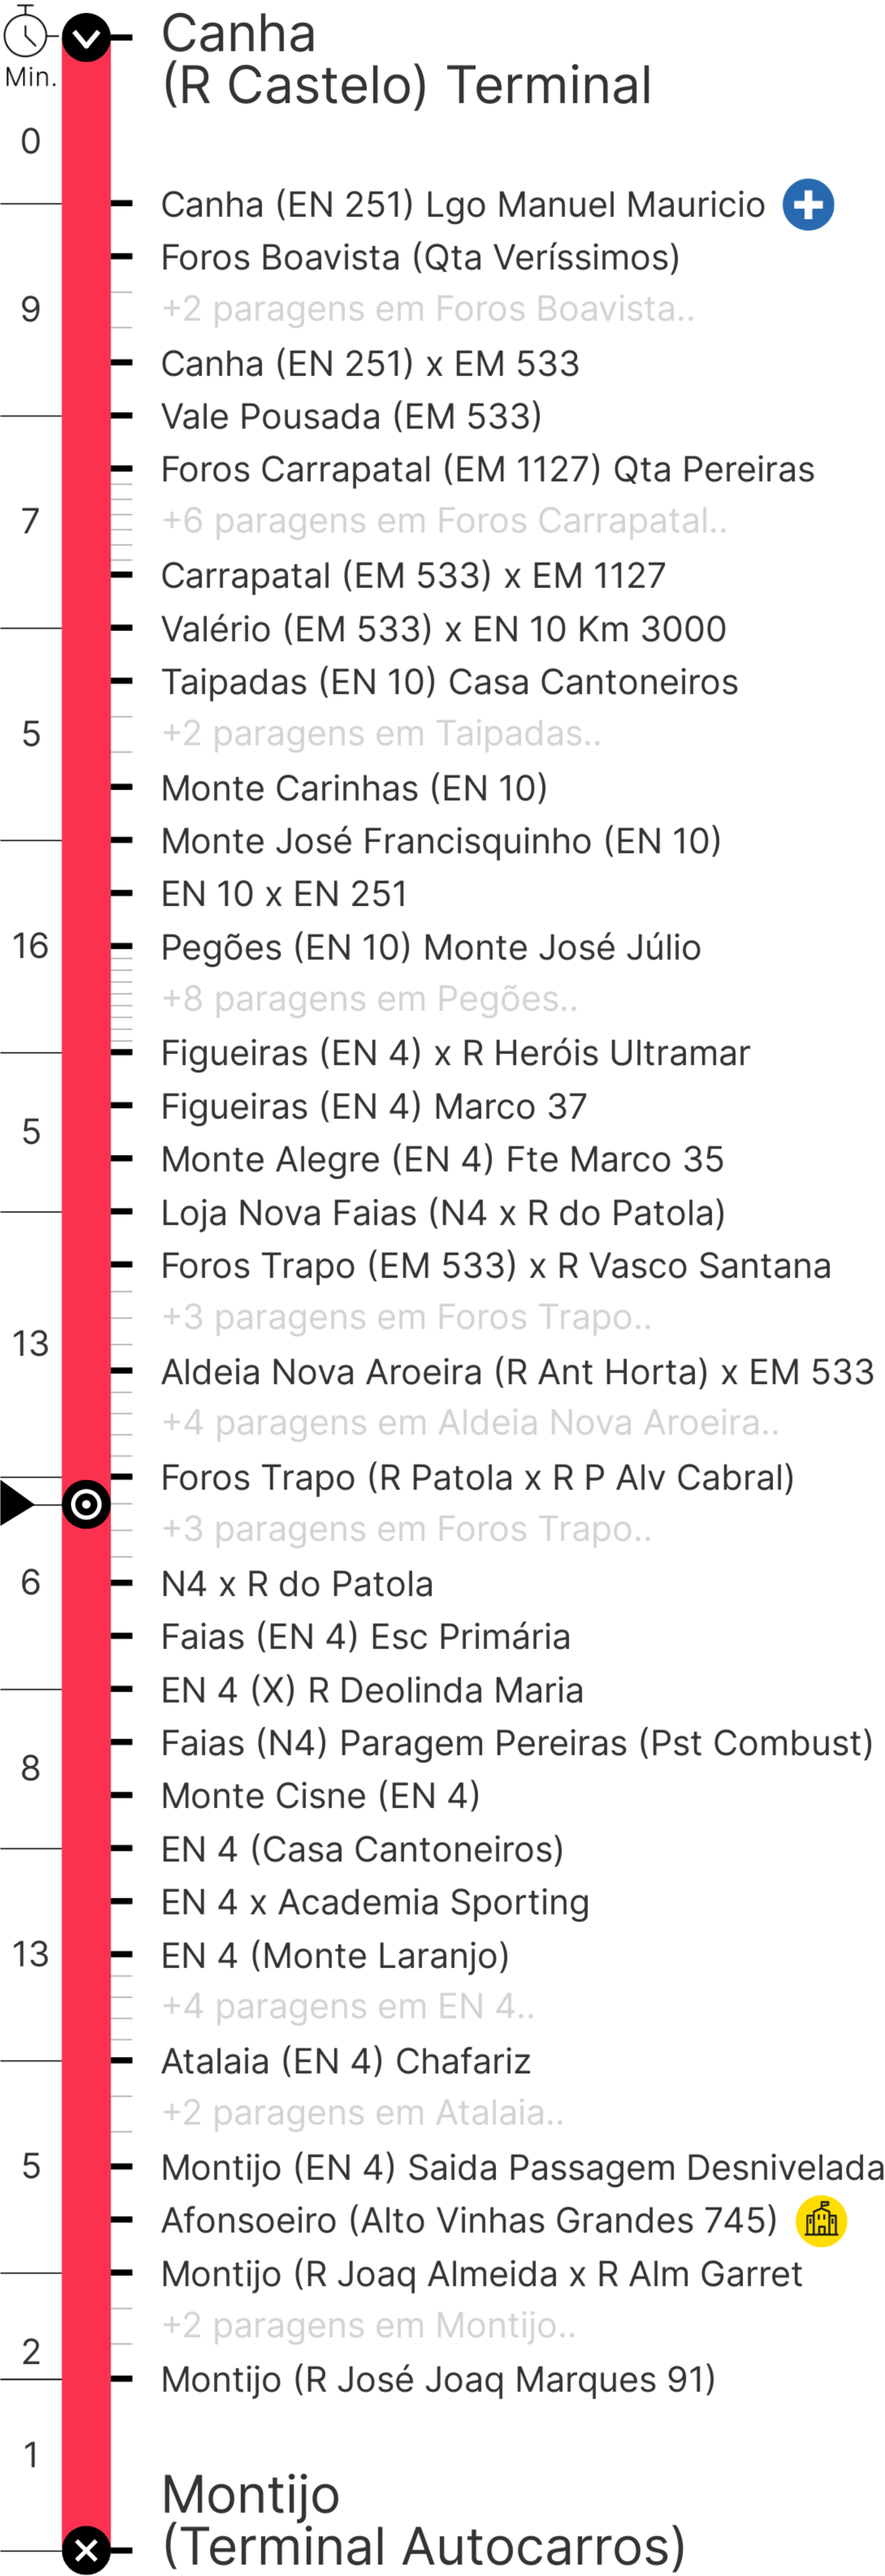 Canha
(R Castelo) Terminal
Min.
0
Canha (EN 251) Lgo Manuel Mauricio
Foros Boavista (Qta Veríssimos)
9
+2 paragens em Foros Boavista..
Canha (EN 251) x EM 533
Vale Pousada (EM 533)
Foros Carrapatal (EM 1127) Qta Pereiras
7
+6 paragens em Foros Carrapatal..
Carrapatal (EM 533) x EM 1127
Valério (EM 533) x EN 10 Km 3000
Taipadas (EN 10) Casa Cantoneiros
5
+2 paragens em Taipadas..
Monte Carinhas (EN 10)
Monte José Francisquinho (EN 10)
EN 10 x EN 251
16
Pegões (EN 10) Monte José Júlio
+8 paragens em Pegões..
Figueiras (EN 4) x R Heróis Ultramar
Figueiras (EN 4) Marco 37
5
Monte Alegre (EN 4) Fte Marco 35
Loja Nova Faias (N4 x R do Patola)
Foros Trapo (EM 533) x R Vasco Santana
+3 paragens em Foros Trapo..
13
Aldeia Nova Aroeira (R Ant Horta) x EM 533
+4 paragens em Aldeia Nova Aroeira..
Foros Trapo (R Patola x R P Alv Cabral)
+3 paragens em Foros Trapo..
6
N4 x R do Patola
Faias (EN 4) Esc Primária
EN 4 (X) R Deolinda Maria
Faias (N4) Paragem Pereiras (Pst Combust)
8
Monte Cisne (EN 4)
EN 4 (Casa Cantoneiros)
EN 4 x Academia Sporting
13
EN 4 (Monte Laranjo)
+4 paragens em EN 4..
Atalaia (EN 4) Chafariz
+2 paragens em Atalaia..
5
Montijo (EN 4) Saida Passagem Desnivelada
Afonsoeiro (Alto Vinhas Grandes 745)
Montijo (R Joaq Almeida x R Alm Garret
+2 paragens em Montijo..
2
Montijo (R José Joaq Marques 91)
1
Montijo
(Terminal Autocarros)